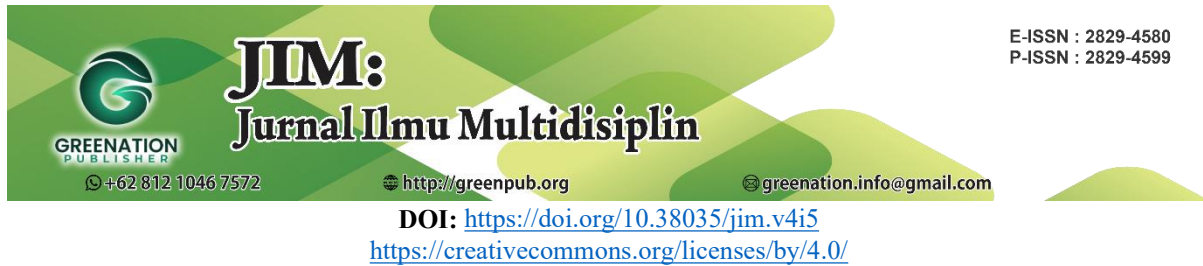 E-ISSN : 2829-4580
P-ISSN : 2829-4599
JIM:
Jurnal Ilmu Multidisiplin
GREENATION
PUBLISHER
+62 812 1046 7572
http://greenpub.org
greenation.info@gmail.com
DOI: https://doi.org/10.38035/jim.v4i5
https://creativecommons.org/licenses/by/4.0/